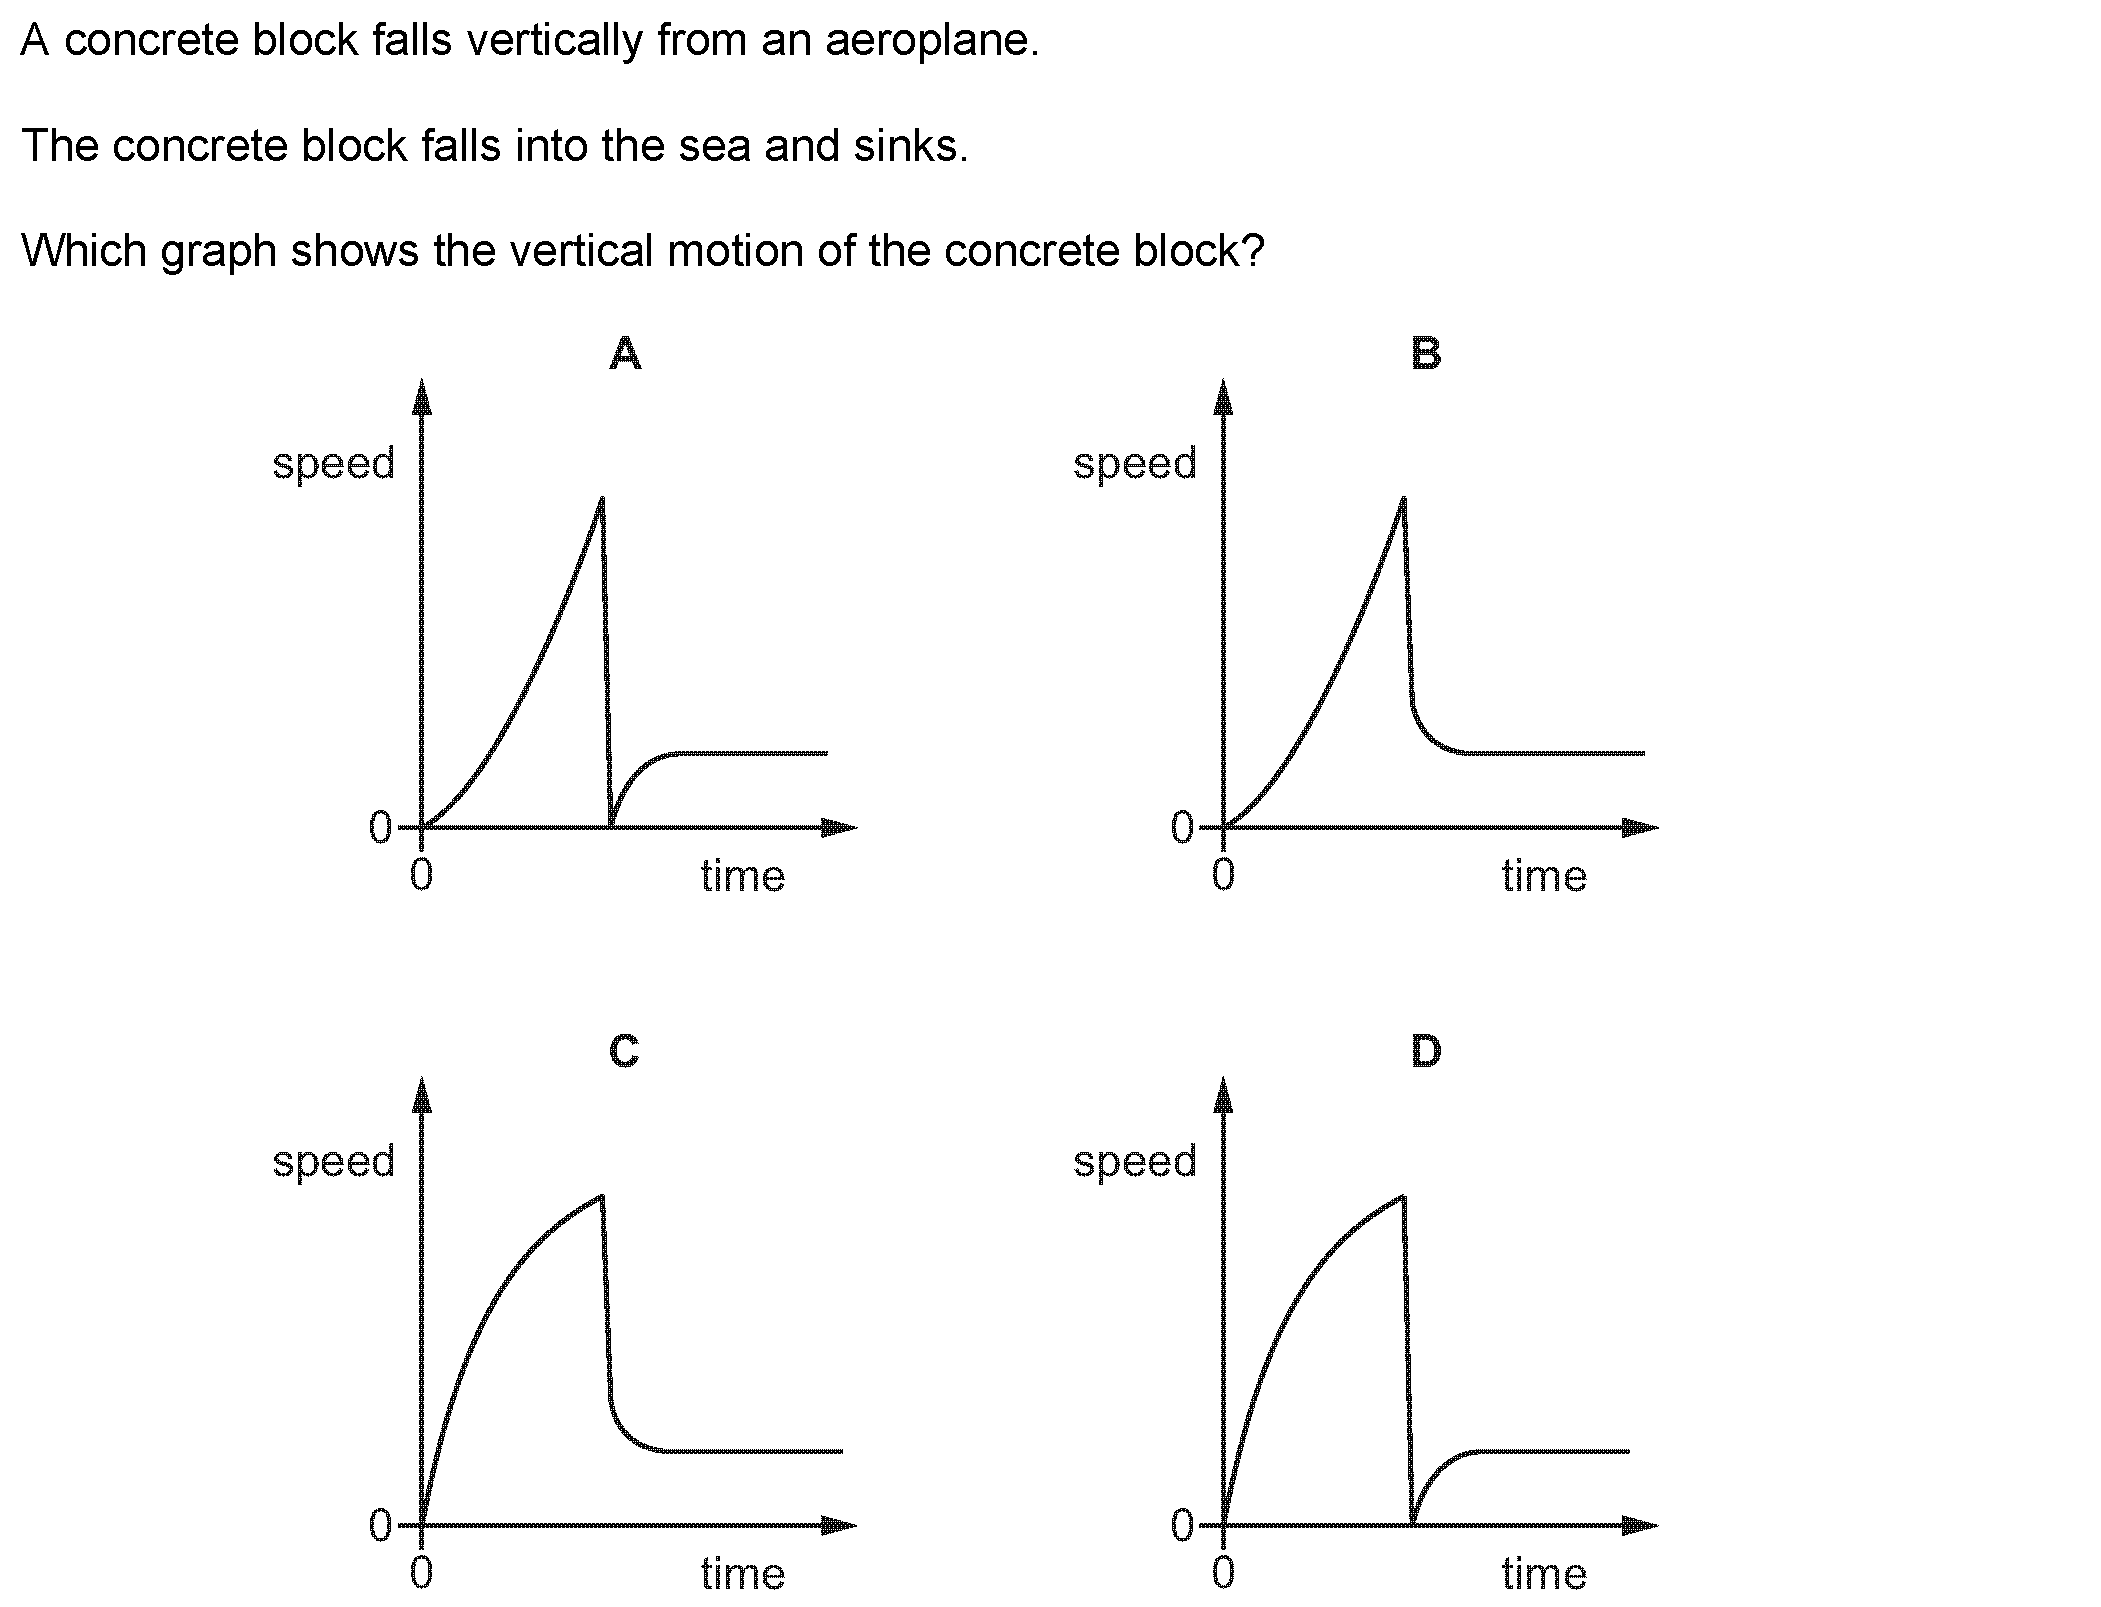 A concrete block falls vertically from an aeroplane.
The concrete block falls into the sea and sinks.
Which graph shows the vertical motion of the concrete block?
A
speed
0
0
time
B
speed
0
0
time
C
speed
0
0
time
D
speed
0
0
time